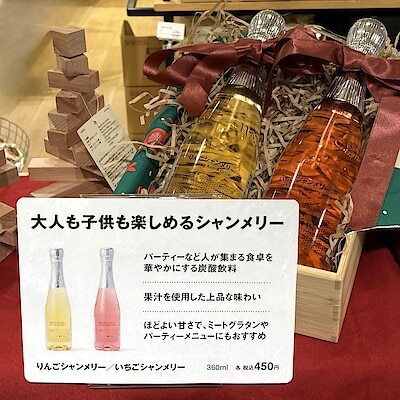 大人も子供も楽しめるシャンメリー
パーティーなど人が集まる食卓を
華やかにする炭酸飲料
果汁を使用した上品な味わい
ほどよい甘さで、ミートグラタンや
パーティーメニューにもおすすめ
りんごシャンメリー／いちごシャンメリー 360ml 各 税込450円